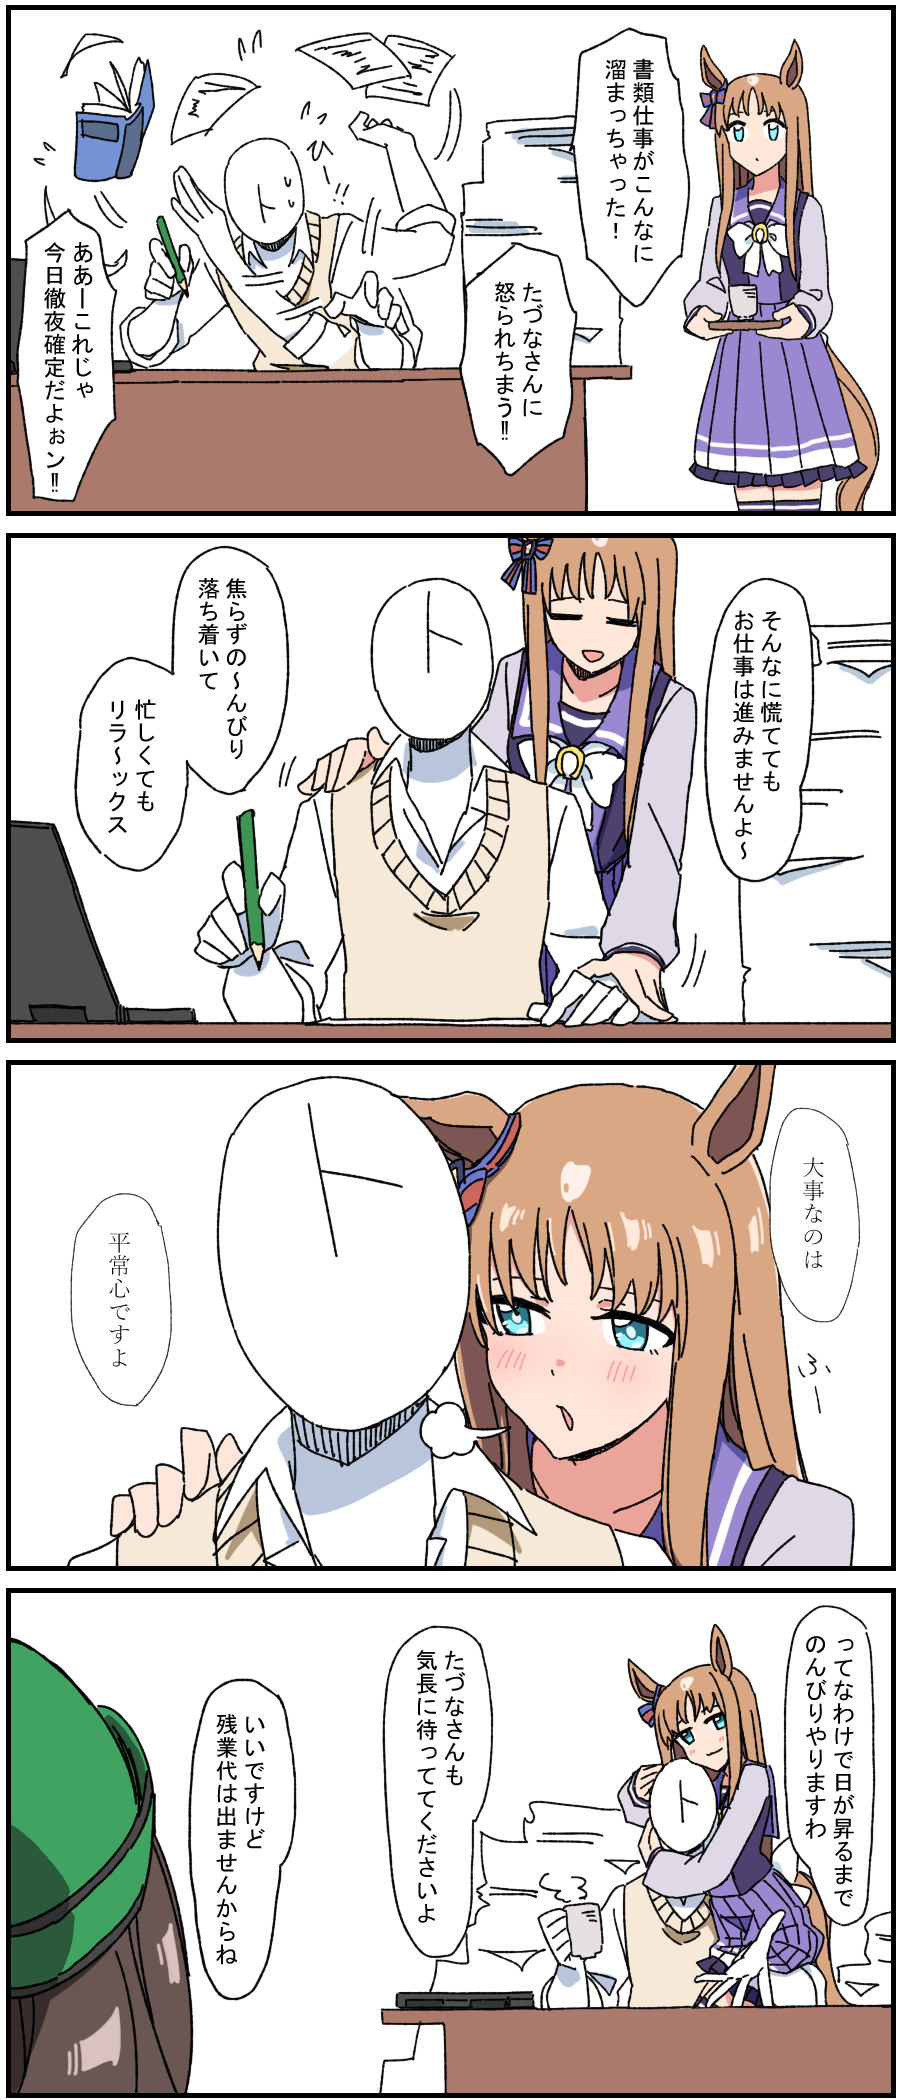 書類仕事がこんなに
溜まっちゃった！
たづなさんに
怒られちまう!!
ひー!!
ああーこれじゃ
今日徹夜確定だよぉン!!
ト
そんなに慌てても
お仕事は進みませんよ～
焦らずの～んびり
落ち着いて
忙しくても
リラ～ックス
ト
大事なのは
ふー
平常心ですよ
ト
ってなわけで日が昇るまで
のんびりやりますわ
たづなさんも
気長に待っててくださいよ
いいですけど
残業代は出ませんからね
ト